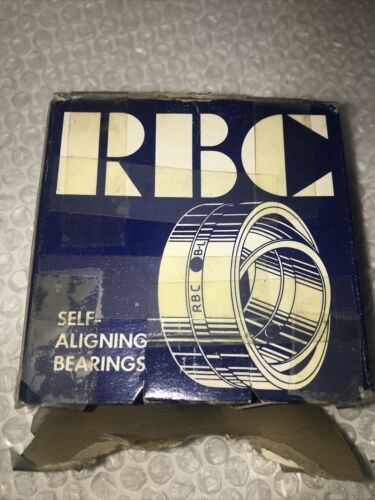 RBC
RBC B-L
SELF-
ALIGNING
BEARINGS